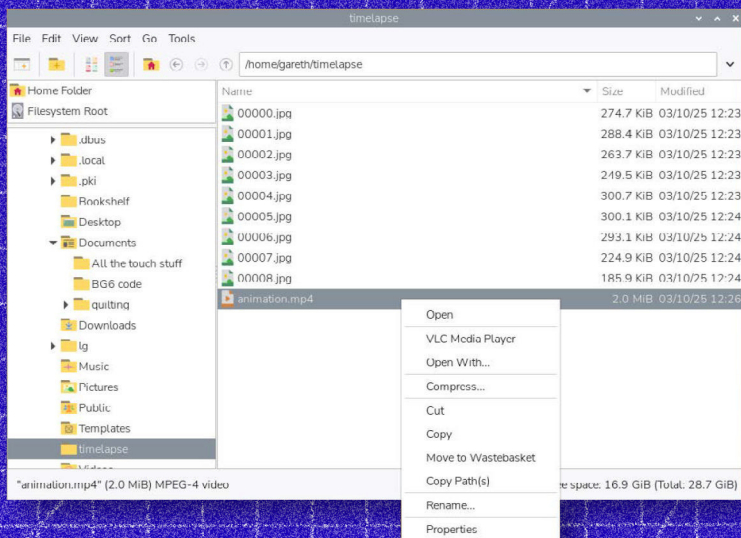 timelapse
File Edit View Sort Go Tools
/home/gareth/timelapse
Home Folder
Filesystem Root
.dbus
.local
.pki
Bookshelf
Desktop
Documents
All the touch stuff
BG6 code
quilting
Downloads
lg
Music
Pictures
Public
Templates
timelapse
Videos
Name Size Modified
00000.jpg 274.7 KiB 03/10/25 12:23
00001.jpg 288.4 KiB 03/10/25 12:23
00002.jpg 263.7 KiB 03/10/25 12:23
00003.jpg 249.5 KiB 03/10/25 12:23
00004.jpg 300.7 KiB 03/10/25 12:23
00005.jpg 300.1 KiB 03/10/25 12:24
00006.jpg 293.1 KiB 03/10/25 12:24
00007.jpg 224.9 KiB 03/10/25 12:24
00008.jpg 185.9 KiB 03/10/25 12:24
animation.mp4 2.0 MiB 03/10/25 12:26
Open
VLC Media Player
Open With...
Compress...
Cut
Copy
Move to Wastebasket
Copy Path(s)
Rename...
Properties
"animation.mp4" (2.0 MiB) MPEG-4 video
space: 16.9 GiB (Total: 28.7 GiB)